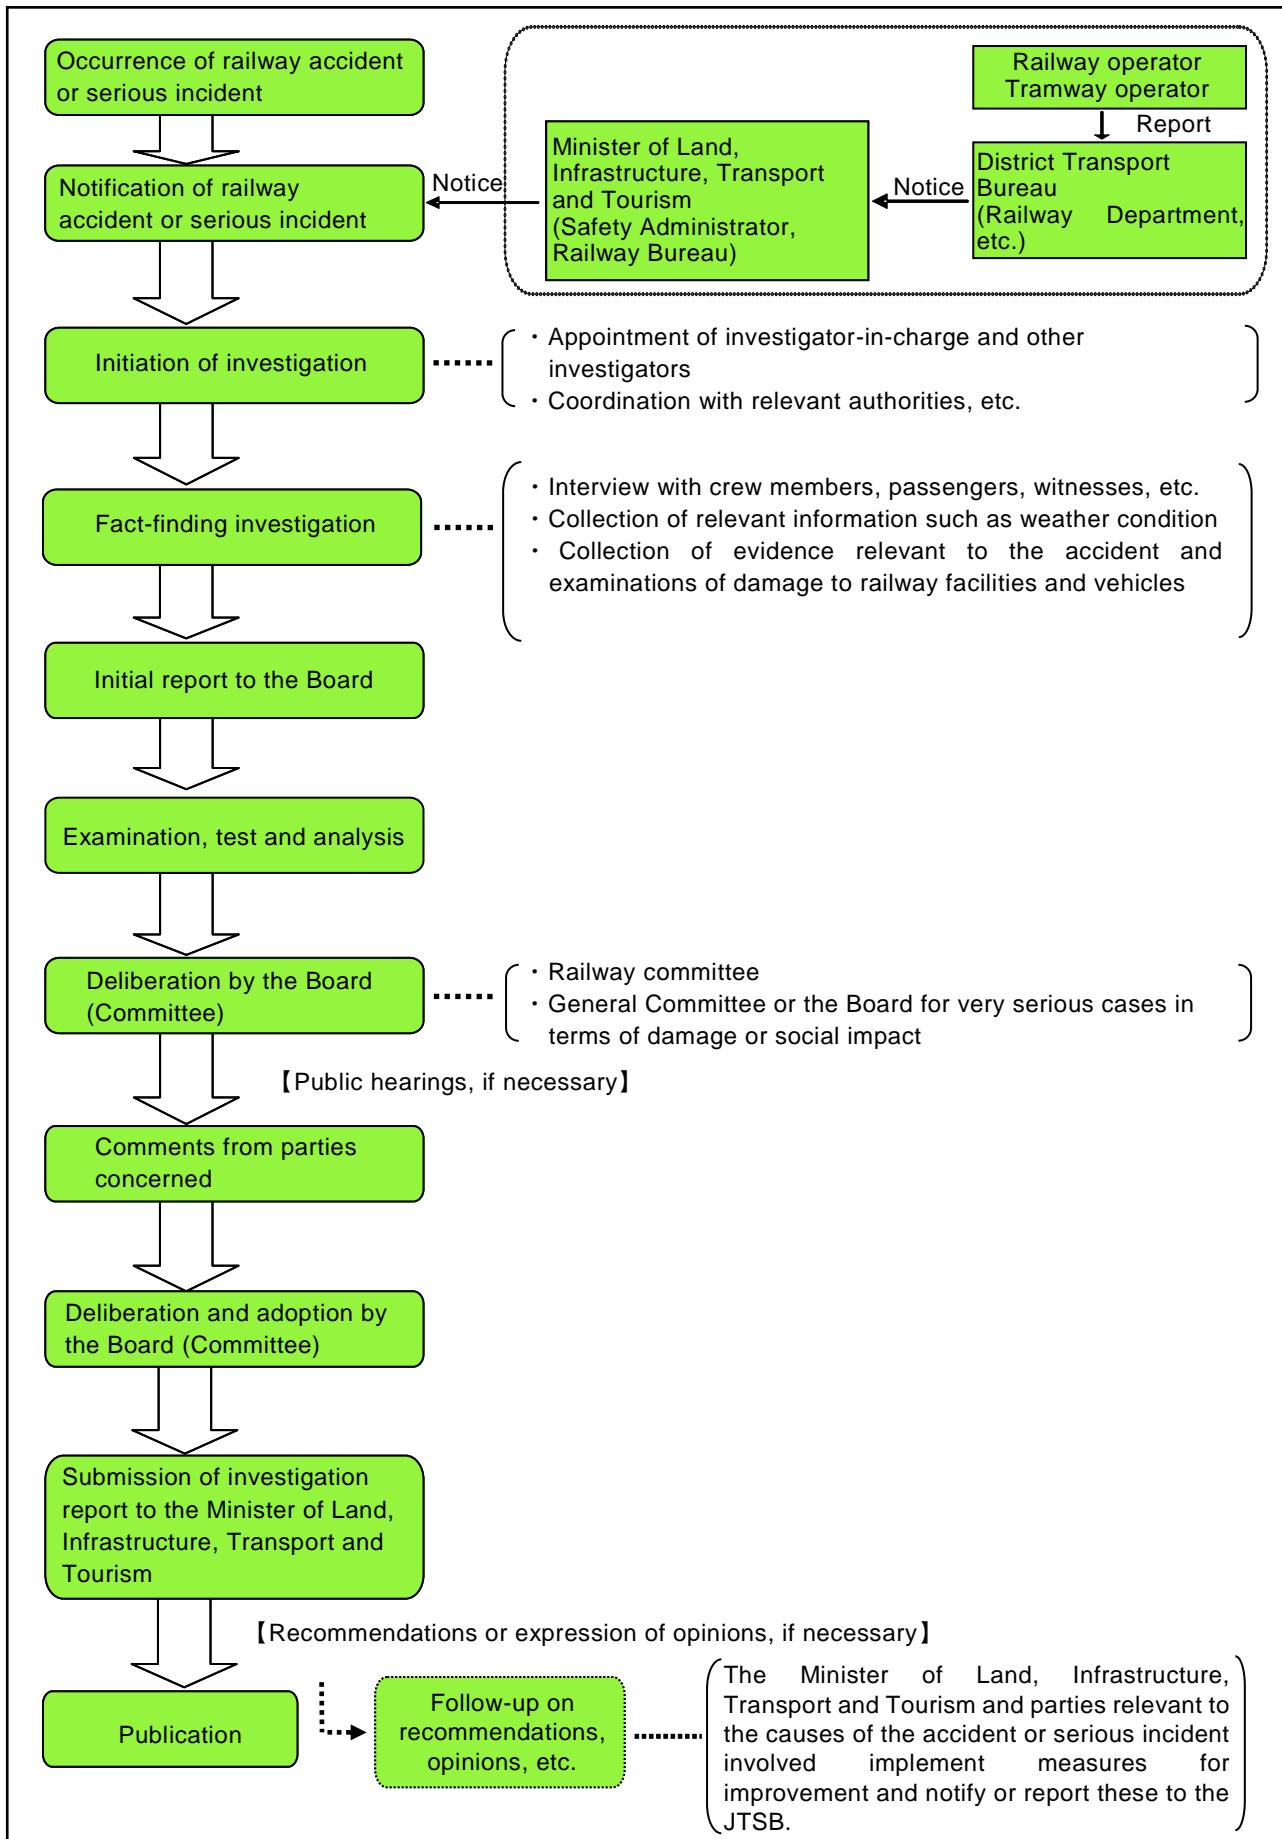 Occurrence of railway accident
or serious incident
Railway operator
Tramway operator
Report
Minister of Land,
Infrastructure, Transport
and Tourism
(Safety Administrator,
Railway Bureau)
District Transport
Bureau
(Railway Department,
etc.)
Notice
Notice
Notification of railway
accident or serious incident
Initiation of investigation
・Appointment of investigator-in-charge and other
investigators
・Coordination with relevant authorities, etc.
Fact-finding investigation
・Interview with crew members, passengers, witnesses, etc.
・Collection of relevant information such as weather condition
・Collection of evidence relevant to the accident and
examinations of damage to railway facilities and vehicles
Initial report to the Board
Examination, test and analysis
Deliberation by the Board
(Committee)
・Railway committee
・General Committee or the Board for very serious cases in
terms of damage or social impact
【Public hearings, if necessary】
Comments from parties
concerned
Deliberation and adoption by
the Board (Committee)
Submission of investigation
report to the Minister of Land,
Infrastructure, Transport and
Tourism
【Recommendations or expression of opinions, if necessary】
Publication
Follow-up on
recommendations,
opinions, etc.
The Minister of Land, Infrastructure,
Transport and Tourism and parties relevant to
the causes of the accident or serious incident
involved implement measures for
improvement and notify or report these to the
JTSB.